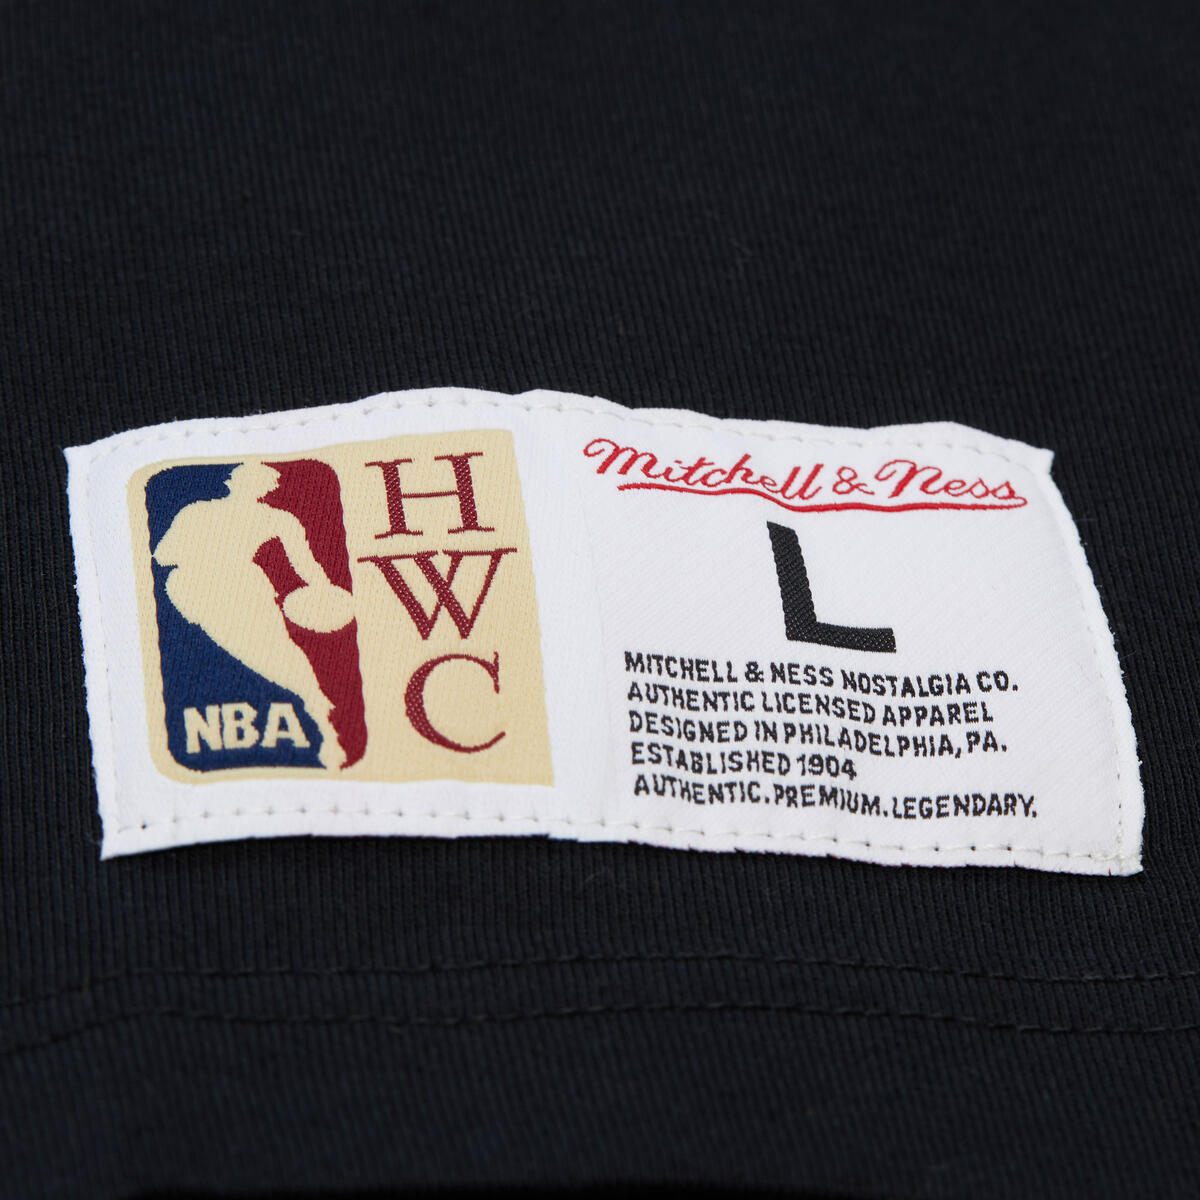 NBA
H
W
C
Mitchell & Ness
L
MITCHELL & NESS NOSTALGIA CO.
AUTHENTIC LICENSED APPAREL
DESIGNED IN PHILADELPHIA, PA.
ESTABLISHED 1904
AUTHENTIC.PREMIUM.LEGENDARY.